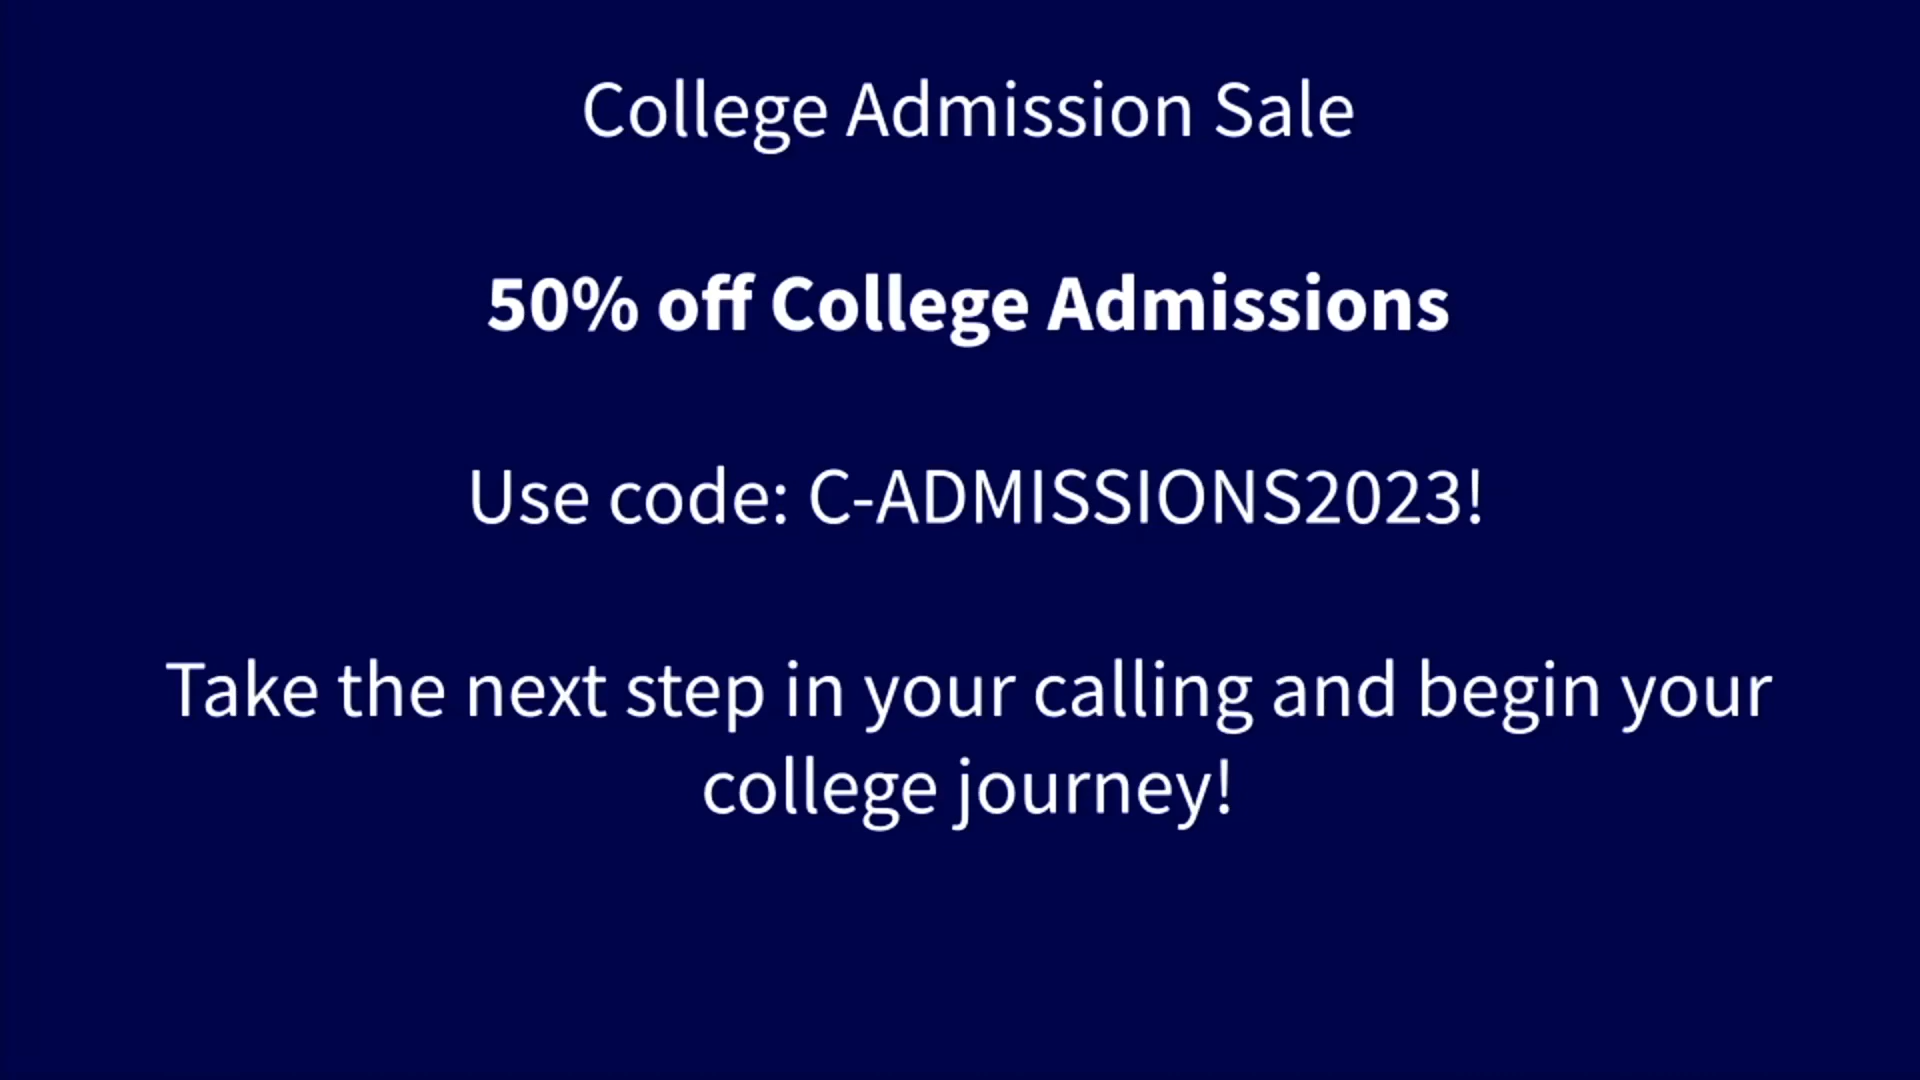 College Admission Sale
50% off College Admissions
Use code: C-ADMISSIONS2023!
Take the next step in your calling and begin your
college journey!